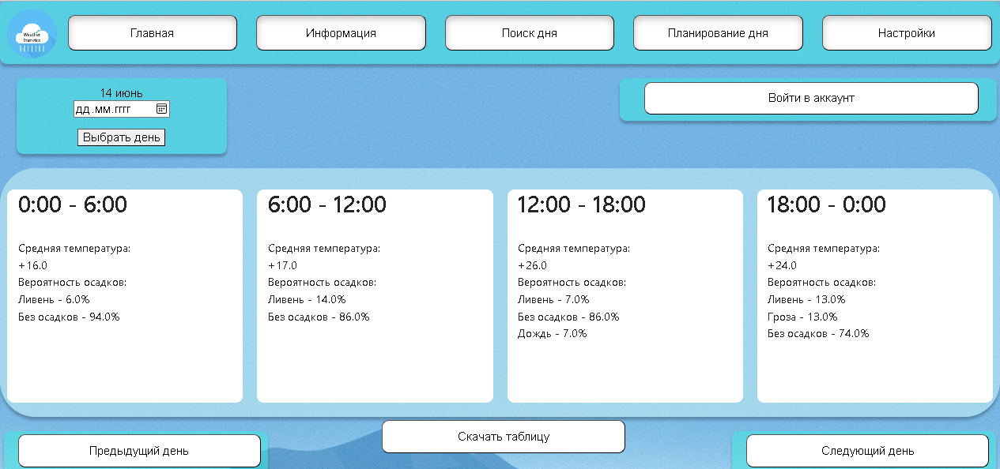 Weather
Statistics
Главная
Информация
Поиск дня
Планирование дня
Настройки
14 июнь
дд.мм.гггг
Выбрать день
Войти в аккаунт
0:00 - 6:00
Средняя температура:
+16.0
Вероятность осадков:
Ливень - 6.0%
Без осадков - 94.0%
6:00 - 12:00
Средняя температура:
+17.0
Вероятность осадков:
Ливень - 14.0%
Без осадков - 86.0%
12:00 - 18:00
Средняя температура:
+26.0
Вероятность осадков:
Ливень - 7.0%
Без осадков - 86.0%
Дождь - 7.0%
18:00 - 0:00
Средняя температура:
+24.0
Вероятность осадков:
Ливень - 13.0%
Гроза - 13.0%
Без осадков - 74.0%
Предыдущий день
Скачать таблицу
Следующий день